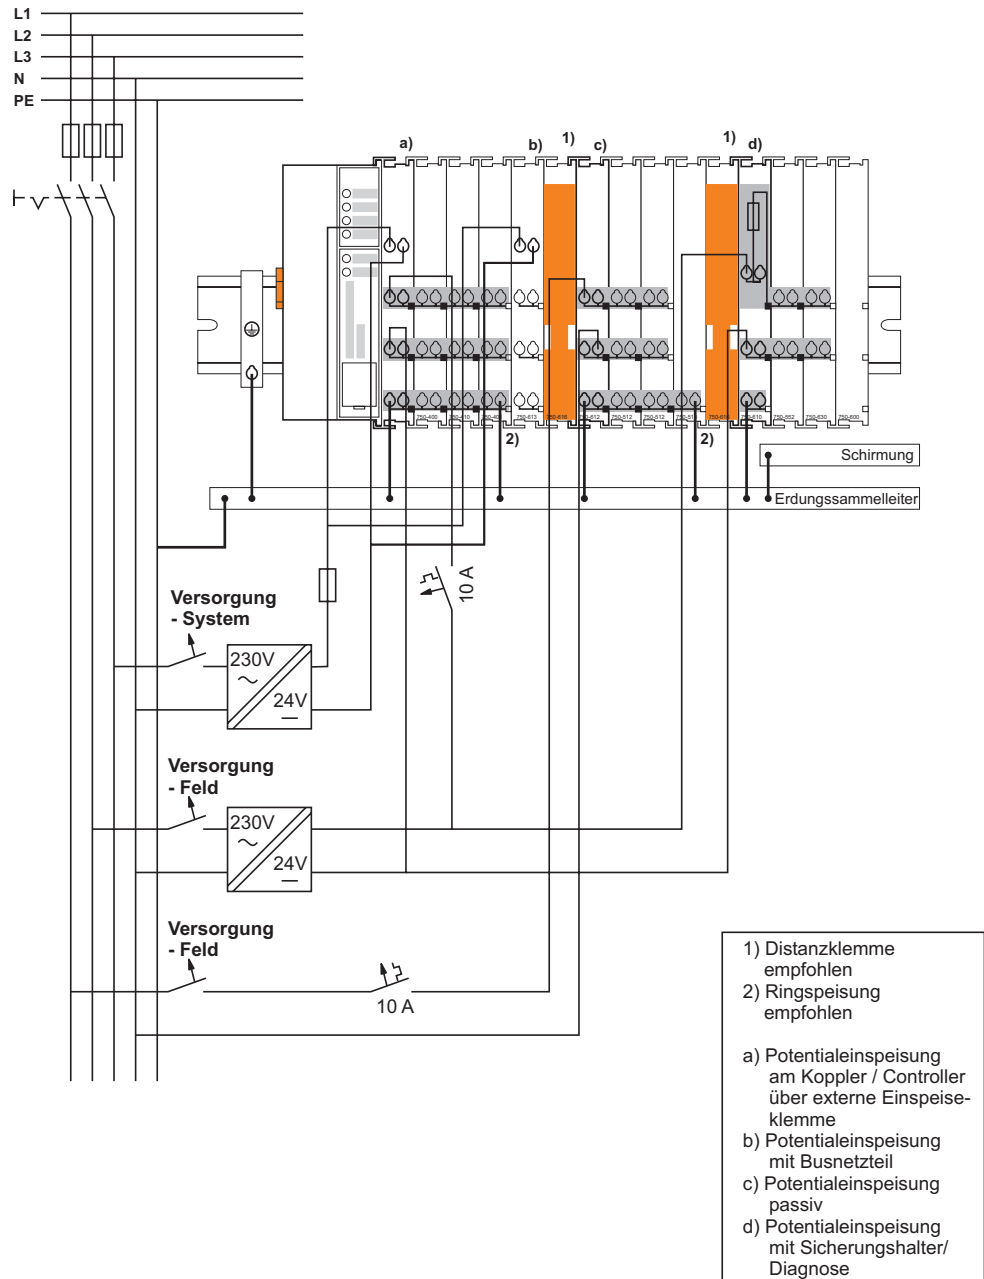 L1
L2
L3
N
PE
a)
b)
1)
c)
1)
d)
750-400
750-410
750-613
750-616
750-612
750-512
750-512
750-610
750-552
750-630
750-600
2)
2)
Schirmung
Erdungssammelleiter
10 A
Versorgung
- System
230V
24V
Versorgung
- Feld
230V
24V
Versorgung
- Feld
10 A
1) Distanzklemme
empfohlen
2) Ringspeisung
empfohlen
a) Potentialeinspeisung
am Koppler / Controller
über externe Einspeise-
klemme
b) Potentialeinspeisung
mit Busnetzteil
c) Potentialeinspeisung
passiv
d) Potentialeinspeisung
mit Sicherungshalter/
Diagnose